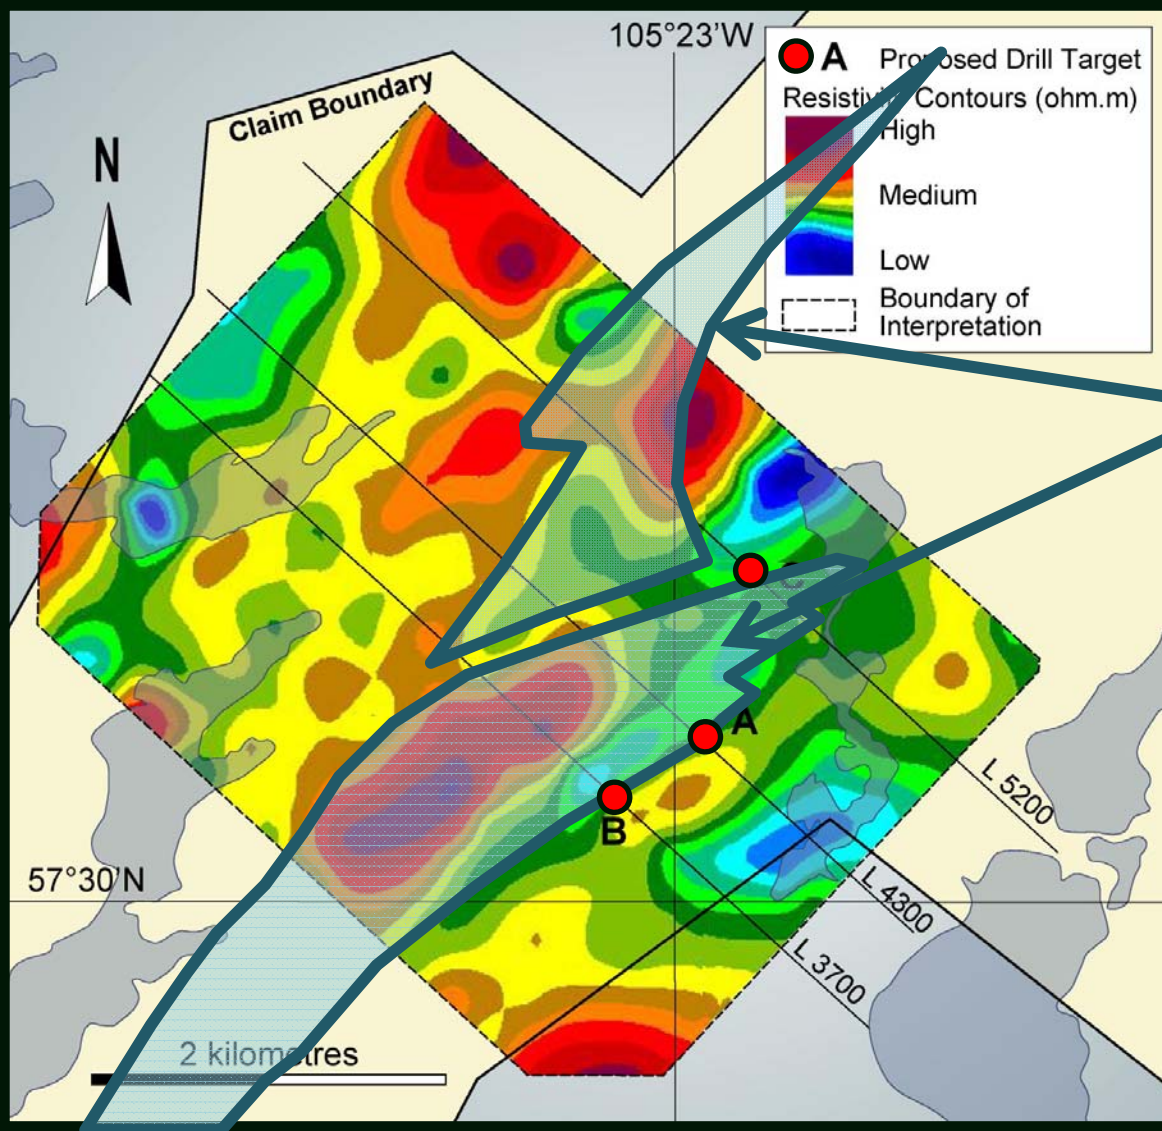 105°23'W
A Proposed Drill Target
Resistivity Contours (ohm.m)
High
Medium
Low
Boundary of
Interpretation
Claim Boundary
N
C
A
B
L 5200
L 4300
L 3700
57°30'N
2 kilometres